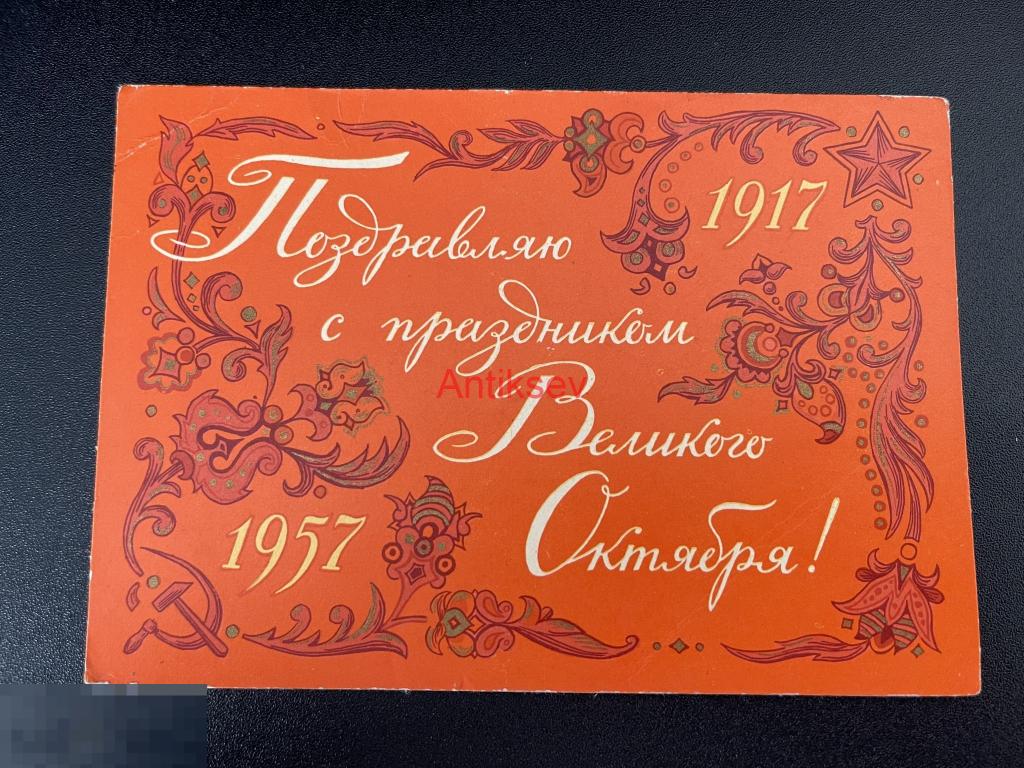 Поздравляю
1917
с праздником
Antiksev
Великого
1957
Октября!